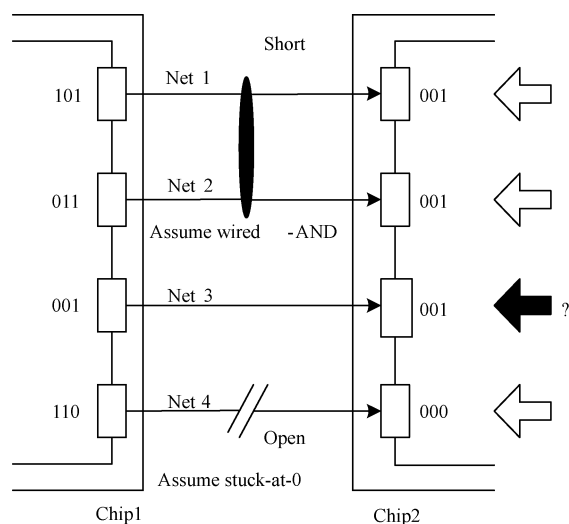 Short
Net 1
101
001
Net 2
011
001
Assume wired -AND
Net 3
001
001
?
Net 4
110
000
Open
Assume stuck-at-0
Chip1
Chip2